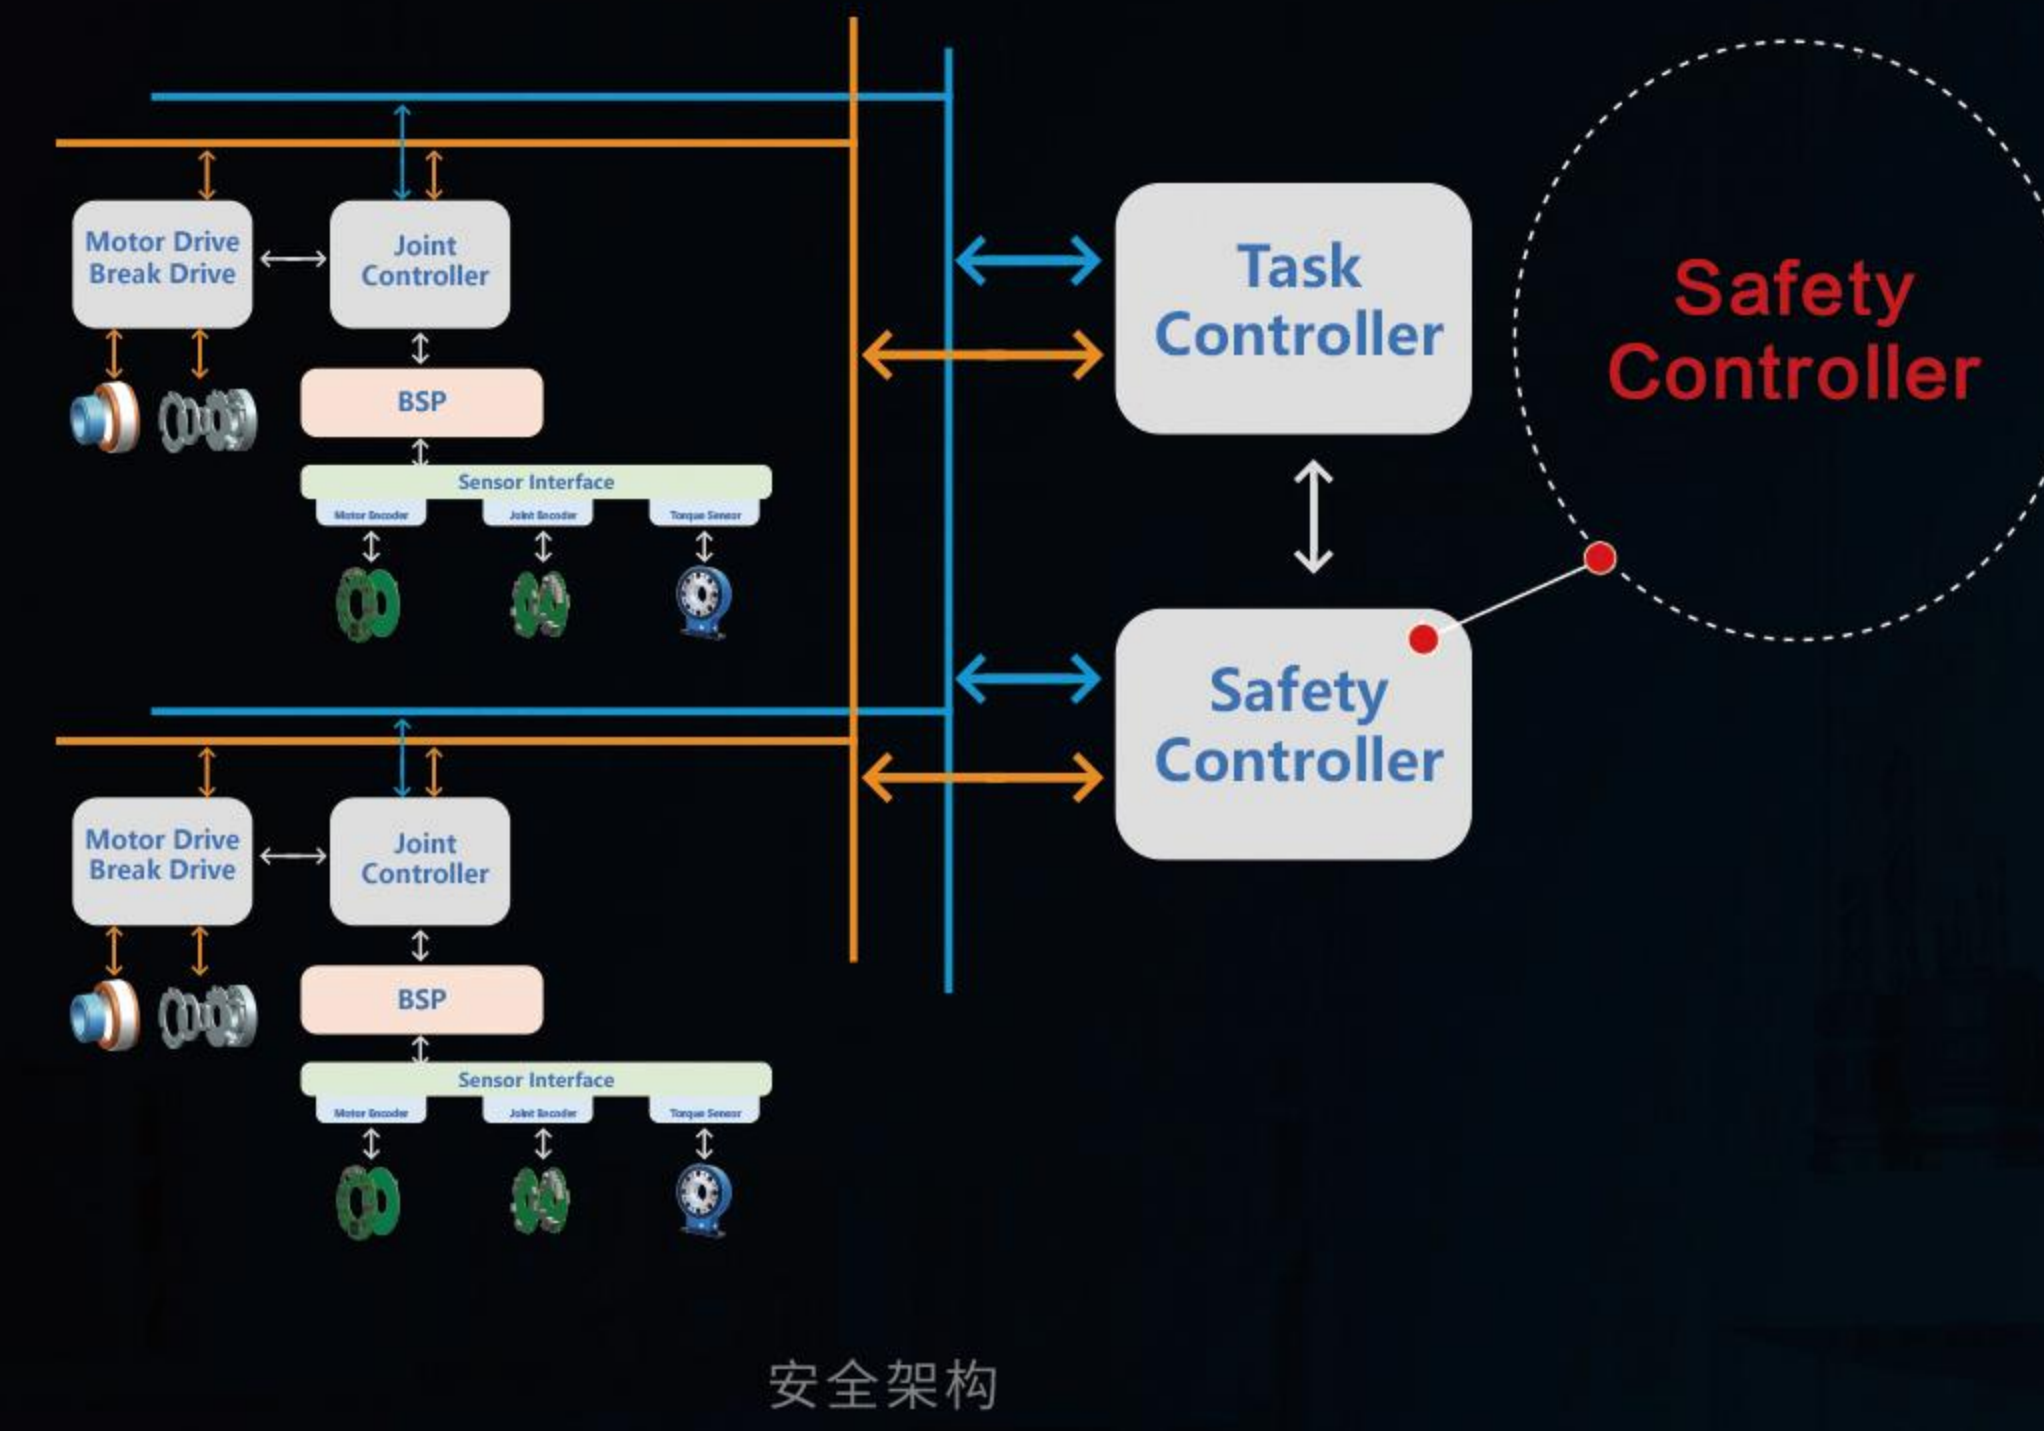 Motor Drive
Break Drive
Joint
Controller
BSP
Sensor Interface
Motor Encoder
Joint Encoder
Torque Sensor
Motor Drive
Break Drive
Joint
Controller
BSP
Sensor Interface
Motor Encoder
Joint Encoder
Torque Sensor
Task
Controller
Safety
Controller
Safety
Controller
安全架构